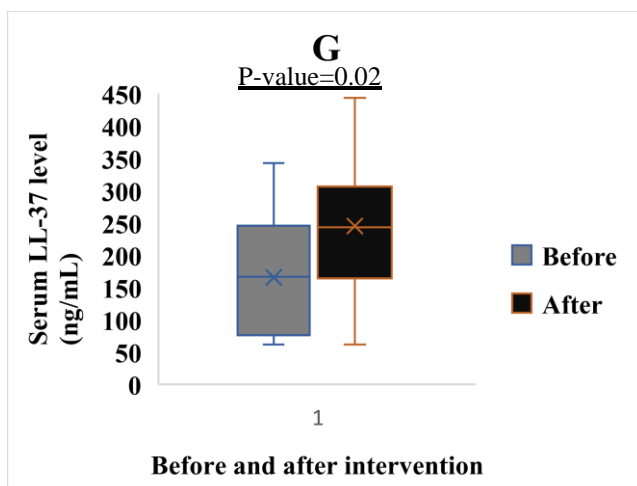 G
P-value=0.02
Serum LL-37 level
(ng/mL)
450
400
350
300
250
200
150
100
50
0
1
Before
After
Before and after intervention